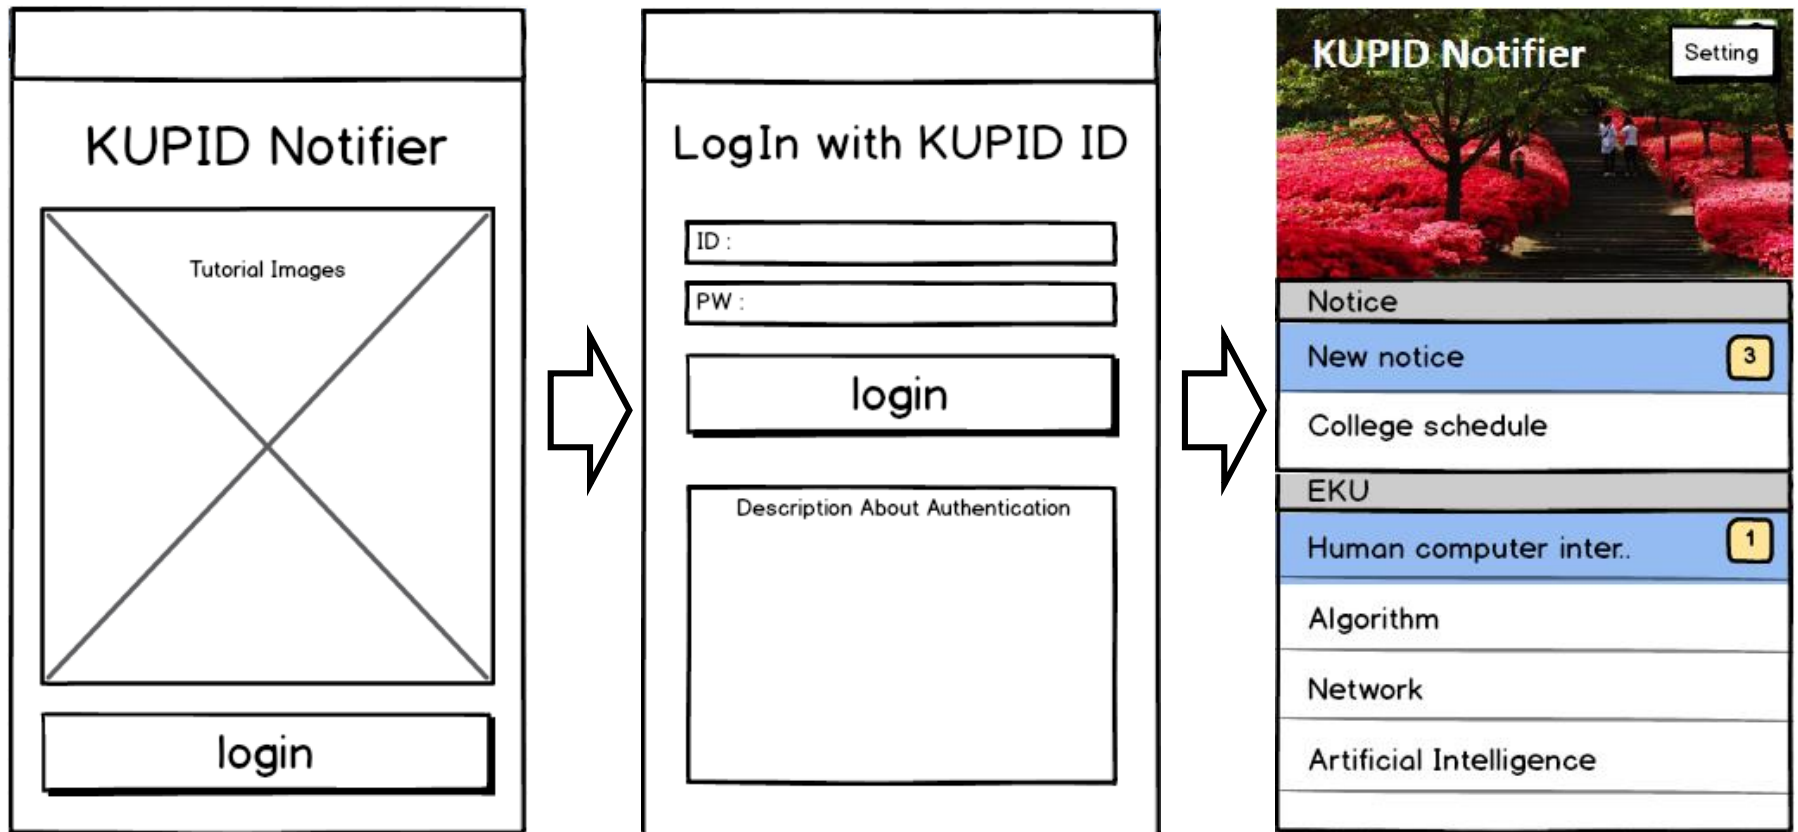 KUPID Notifier
Tutorial Images
login
LogIn with KUPID ID
ID :
PW :
login
Description About Authentication
KUPID Notifier
Setting
Notice
New notice 3
College schedule
EKU
Human computer inter.. 1
Algorithm
Network
Artificial Intelligence